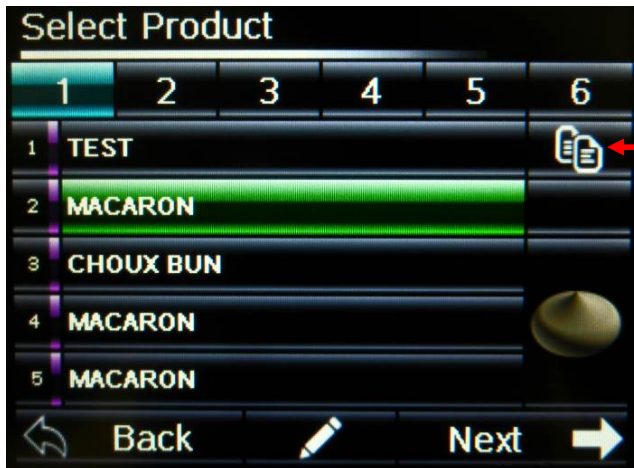 Select Product
1 2 3 4 5 6
1 TEST
2 MACARON
3 CHOUX BUN
4 MACARON
5 MACARON
Back Next